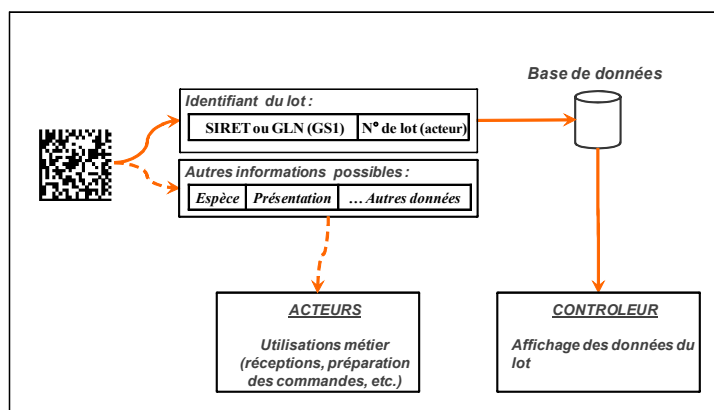 Base de données
Identifiant du lot :
SIRET ou GLN (GS1) N° de lot (acteur)
Autres informations possibles :
Espèce Présentation … Autres données
ACTEURS
Utilisations métier
(réceptions, préparation
des commandes, etc.)
CONTROLEUR
Affichage des données du
lot